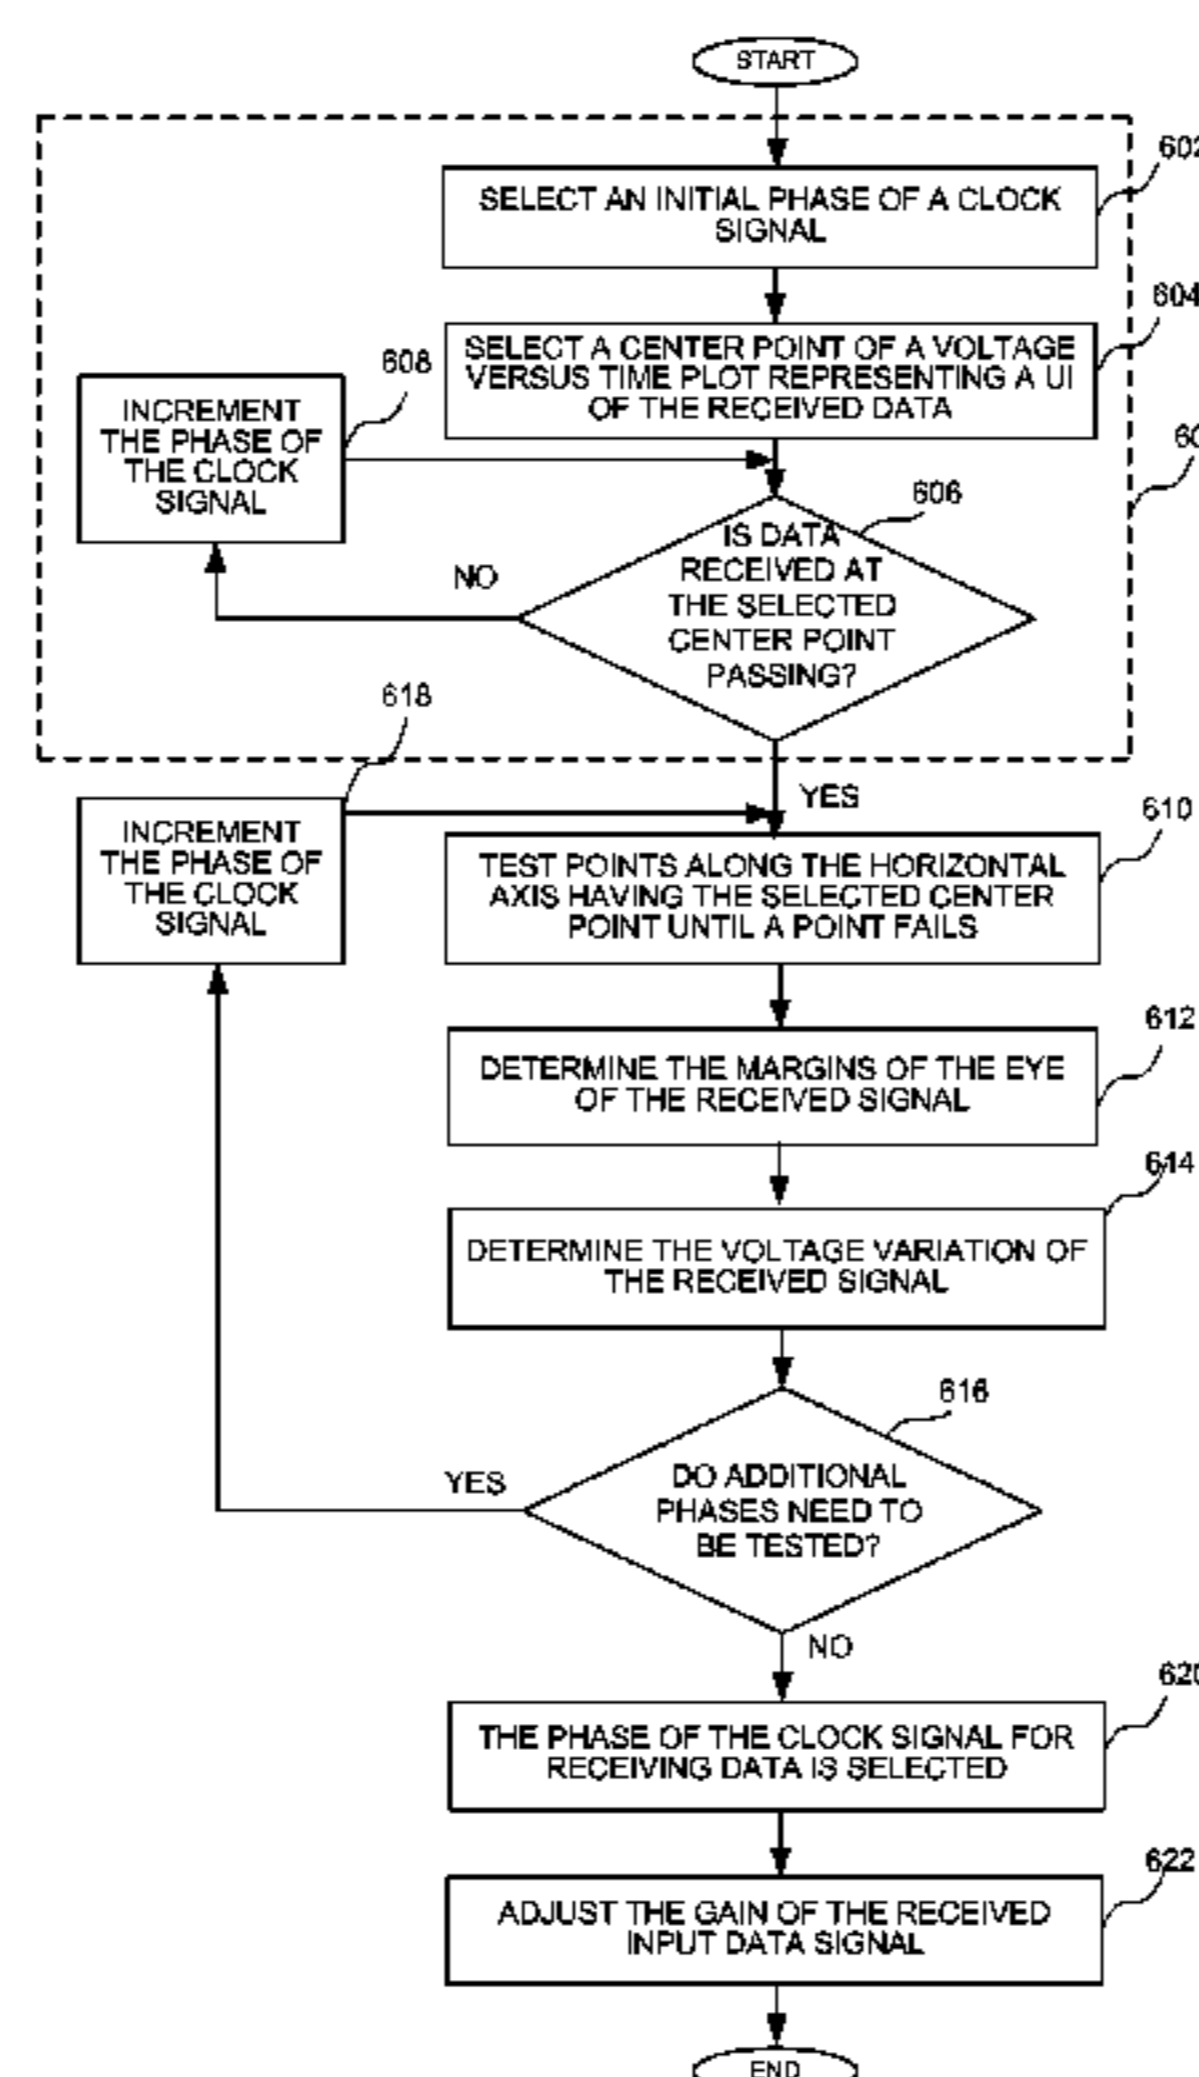 START
602
SELECT AN INITIAL PHASE OF A CLOCK
SIGNAL
604
SELECT A CENTER POINT OF A VOLTAGE
VERSUS TIME PLOT REPRESENTING A UI
OF THE RECEIVED DATA
608
INCREMENT
THE PHASE OF
THE CLOCK
SIGNAL
606
IS DATA
RECEIVED AT
THE SELECTED
CENTER POINT
PASSING?
NO
618
YES
INCREMENT
THE PHASE OF
THE CLOCK
SIGNAL
610
TEST POINTS ALONG THE HORIZONTAL
AXIS HAVING THE SELECTED CENTER
POINT UNTIL A POINT FAILS
612
DETERMINE THE MARGINS OF THE EYE
OF THE RECEIVED SIGNAL
614
DETERMINE THE VOLTAGE VARIATION OF
THE RECEIVED SIGNAL
616
YES
DO ADDITIONAL
PHASES NEED TO
BE TESTED?
NO
620
THE PHASE OF THE CLOCK SIGNAL FOR
RECEIVING DATA IS SELECTED
622
ADJUST THE GAIN OF THE RECEIVED
INPUT DATA SIGNAL
END